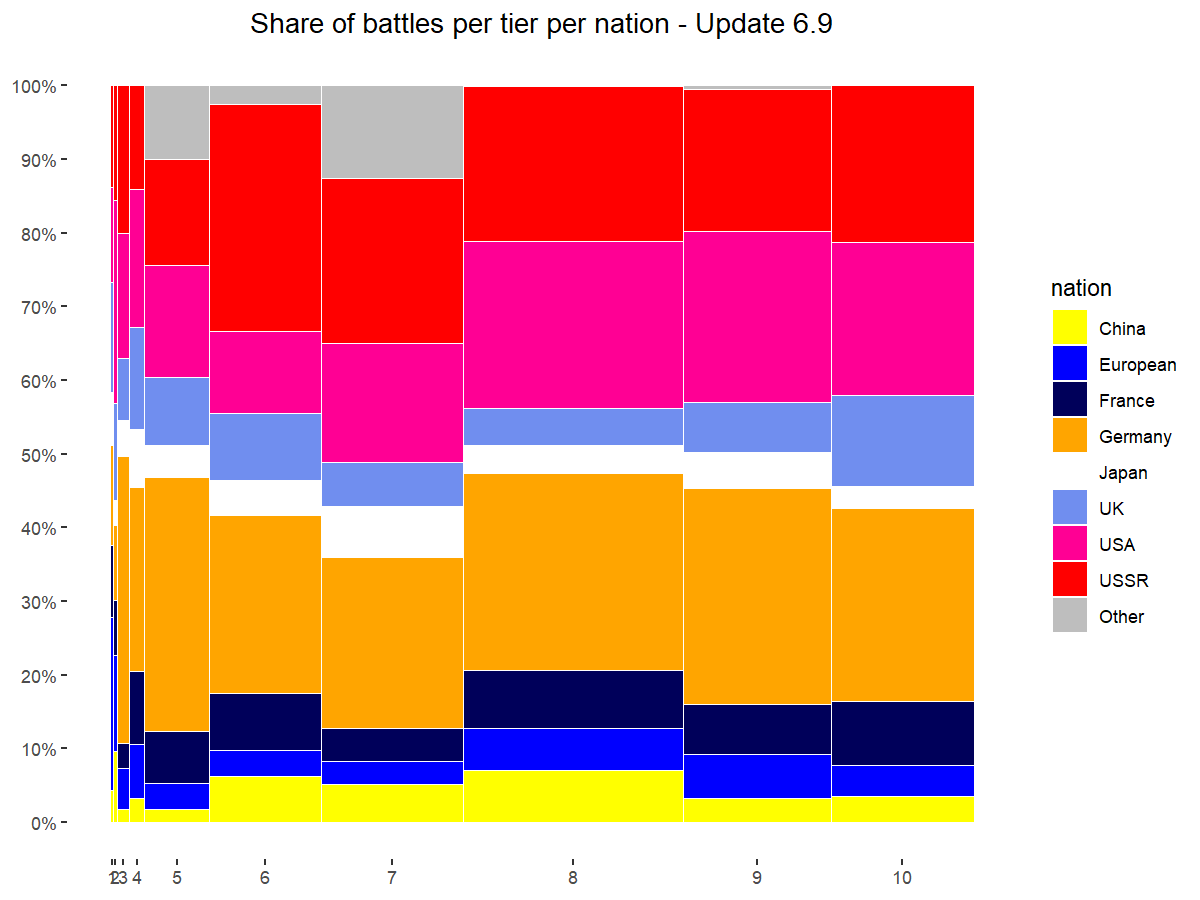 Share of battles per tier per nation - Update 6.9
100%
90%
80%
70%
60%
50%
40%
30%
20%
10%
0%
1 2 3 4 5 6 7 8 9 10
nation
China
European
France
Germany
Japan
UK
USA
USSR
Other